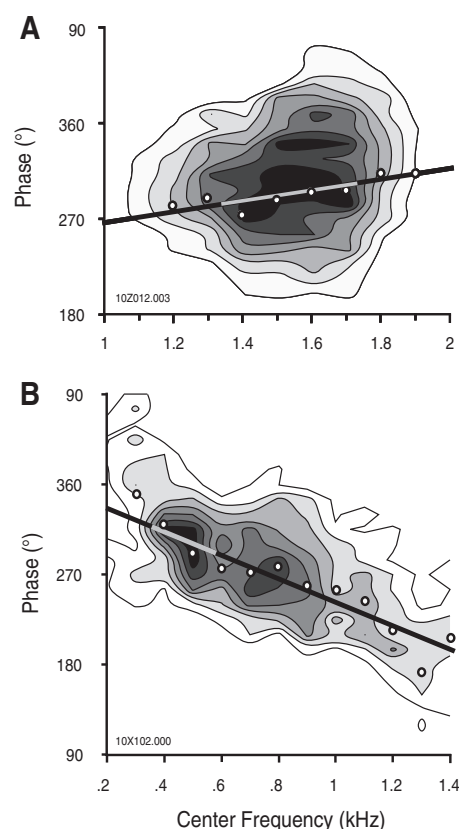 A
90
360
270
180
Phase (°)
10Z012.003
1 1.2 1.4 1.6 1.8 2
B
90
360
270
180
90
Phase (°)
10X102.000
.2 .4 .6 .8 1 1.2 1.4
Center Frequency (kHz)